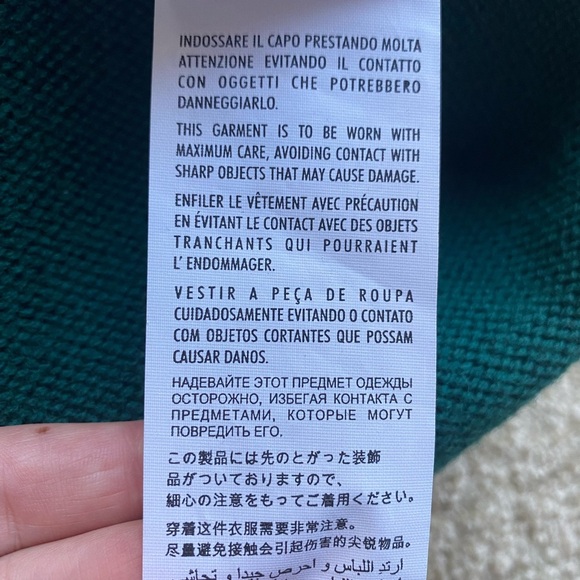 INDOSSARE IL CAPO PRESTANDO MOLTA
ATTENZIONE EVITANDO IL CONTATTO
CON OGGETTI CHE POTREBBERO
DANNEGGIARLO.
THIS GARMENT IS TO BE WORN WITH
MAXIMUM CARE, AVOIDING CONTACT WITH
SHARP OBJECTS THAT MAY CAUSE DAMAGE.
ENFILER LE VÊTEMENT AVEC PRÉCAUTION
EN ÉVITANT LE CONTACT AVEC DES OBJETS
TRANCHANTS QUI POURRAIENT
L'ENDOMMAGER.
VESTIR A PEÇA DE ROUPA
CUIDADOSAMENTE EVITANDO O CONTATO
COM OBJETOS CORTANTES QUE POSSAM
CAUSAR DANOS.
НАДЕВАЙТЕ ЭТОТ ПРЕДМЕТ ОДЕЖДЫ
ОСТОРОЖНО, ИЗБЕГАЯ КОНТАКТА С
ПРЕДМЕТАМИ, КОТОРЫЕ МОГУТ
ПОВРЕДИТЬ ЕГО.
この製品には先のとがった装飾
品がついておりますので、
細心の注意をもってご着用ください。
穿着这件衣服需要非常注意。
尽量避免接触会引起伤害的尖锐物品。
ارتد اللباس و احرص جيدا و تحاشى